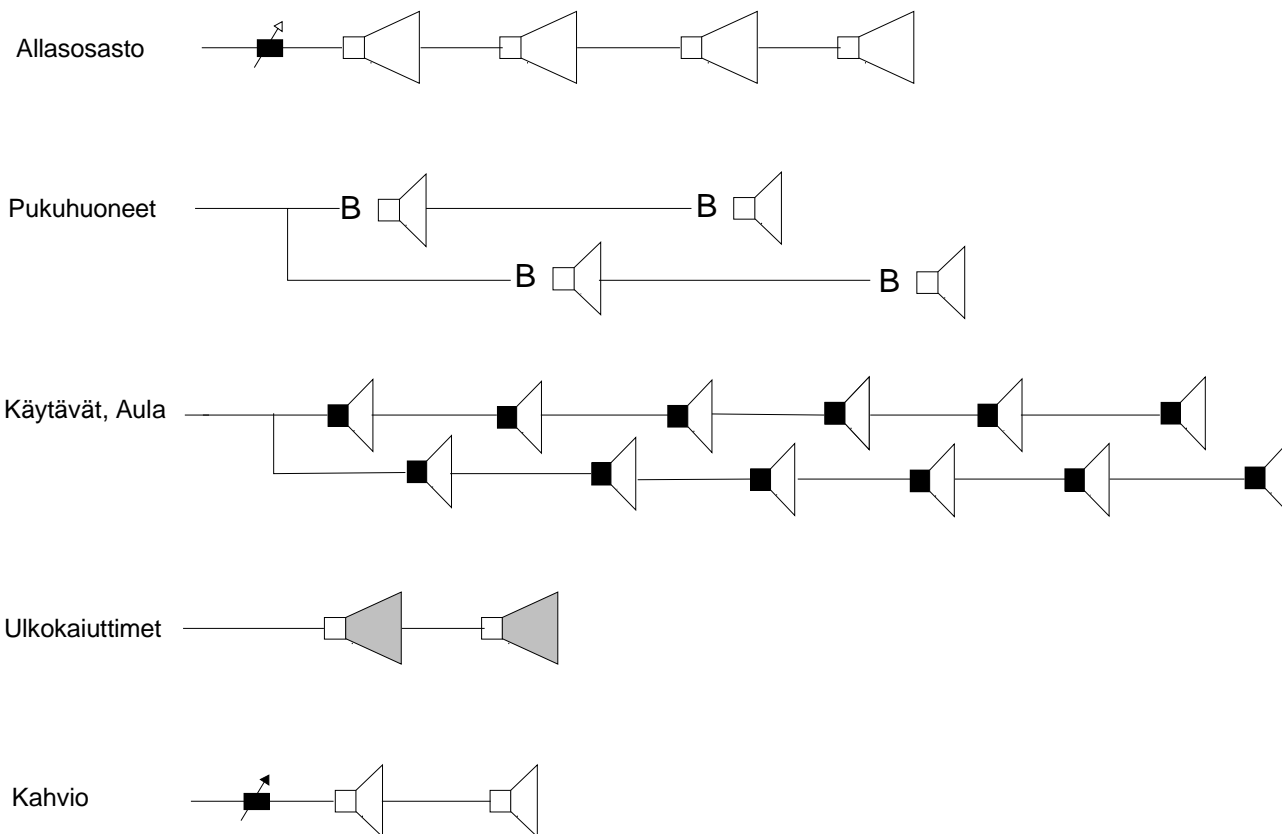 Allasosasto
Pukuhuoneet B B
B B
Käytävät, Aula
Ulkokaiuttimet
Kahvio